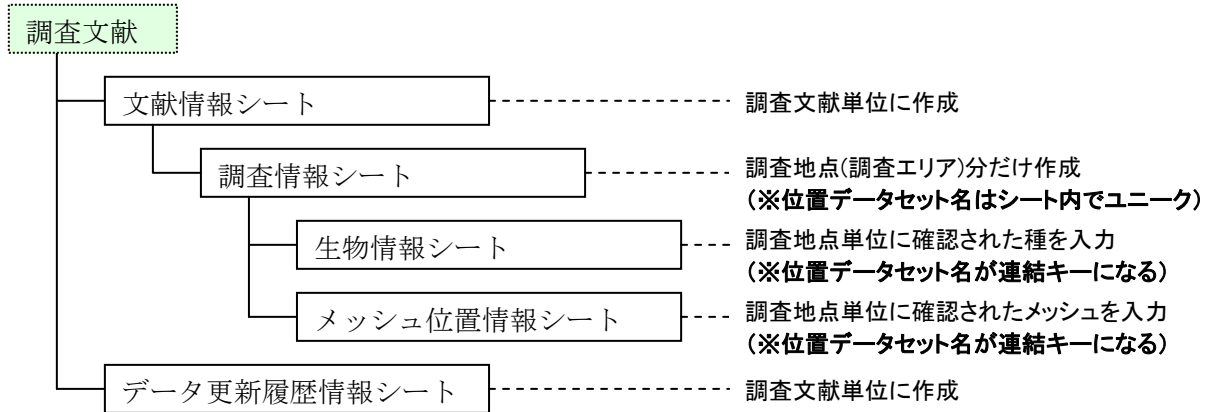 調査文献
文献情報シート
調査文献単位に作成
調査情報シート
調査地点(調査エリア)分だけ作成
(※位置データセット名はシート内でユニーク)
生物情報シート
調査地点単位に確認された種を入力
(※位置データセット名が連結キーになる)
メッシュ位置情報シート
調査地点単位に確認されたメッシュを入力
(※位置データセット名が連結キーになる)
データ更新履歴情報シート
調査文献単位に作成